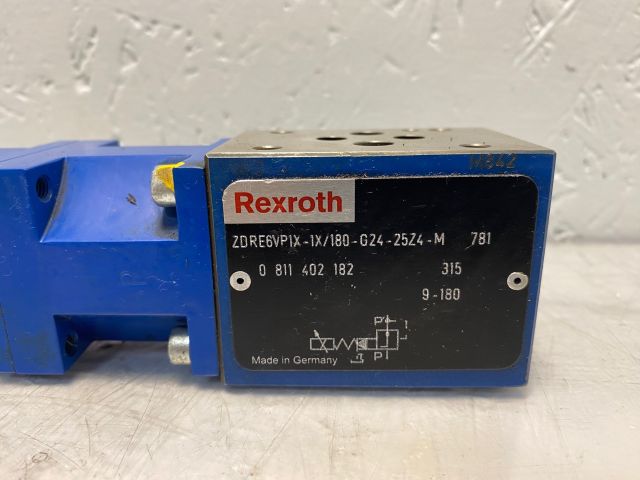 Rexroth
ZDRE6VP1X-1X/180-G24-25Z4-M 781
0 811 402 182 315
9-180
P'
P
Made in Germany